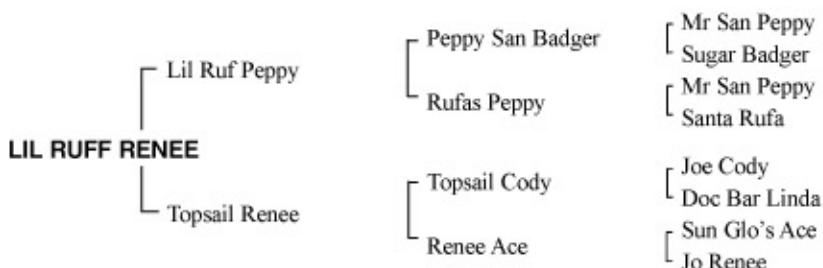 Mr San Peppy
Peppy San Badger
Sugar Badger
Lil Ruf Peppy
Mr San Peppy
Rufas Peppy
Santa Rufa
LIL RUFF RENEE
Joe Cody
Topsail Cody
Doc Bar Linda
Topsail Renee
Sun Glo's Ace
Renee Ace
Jo Renee